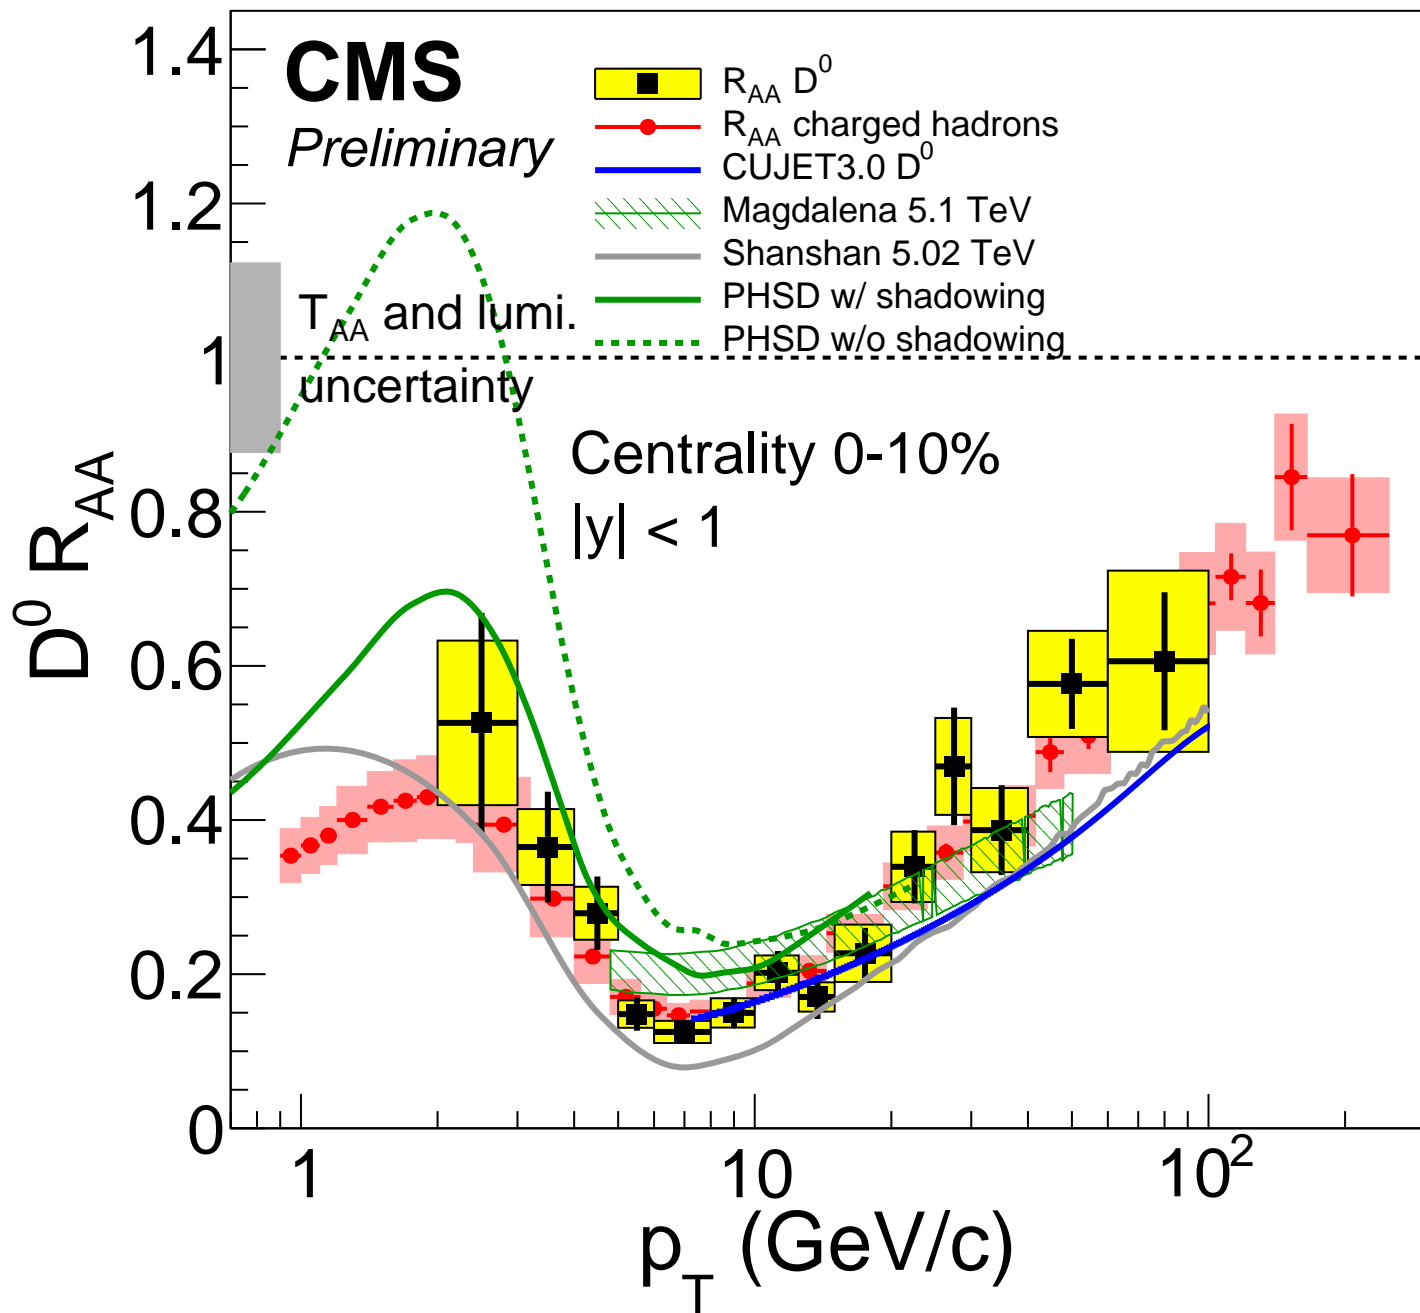 CMS
Preliminary
R_AA D^0
R_AA charged hadrons
CUJET3.0 D^0
Magdalena 5.1 TeV
Shanshan 5.02 TeV
PHSD w/ shadowing
PHSD w/o shadowing
T_AA and lumi.
uncertainty
Centrality 0-10%
|y| < 1
D^0 R_AA
1.4
1.2
1
0.8
0.6
0.4
0.2
0
1
10
10^2
p_T (GeV/c)